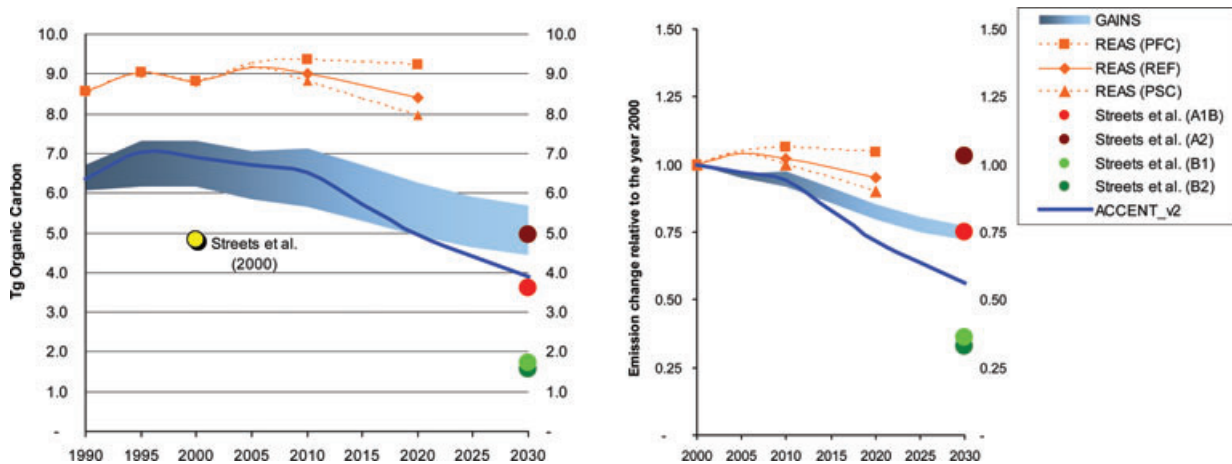 10.0
9.0
8.0
7.0
6.0
5.0
4.0
3.0
2.0
1.0
-
Tg Organic Carbon
10.0
9.0
8.0
7.0
6.0
5.0
4.0
3.0
2.0
1.0
-
Streets et al.
(2000)
1990 1995 2000 2005 2010 2015 2020 2025 2030
1.50
1.25
1.00
0.75
0.50
0.25
-
Emission change relative to the year 2000
1.50
1.25
1.00
0.75
0.50
0.25
-
2000 2005 2010 2015 2020 2025 2030
GAINS
REAS (PFC)
REAS (REF)
REAS (PSC)
Streets et al. (A1B)
Streets et al. (A2)
Streets et al. (B1)
Streets et al. (B2)
ACCENT_v2